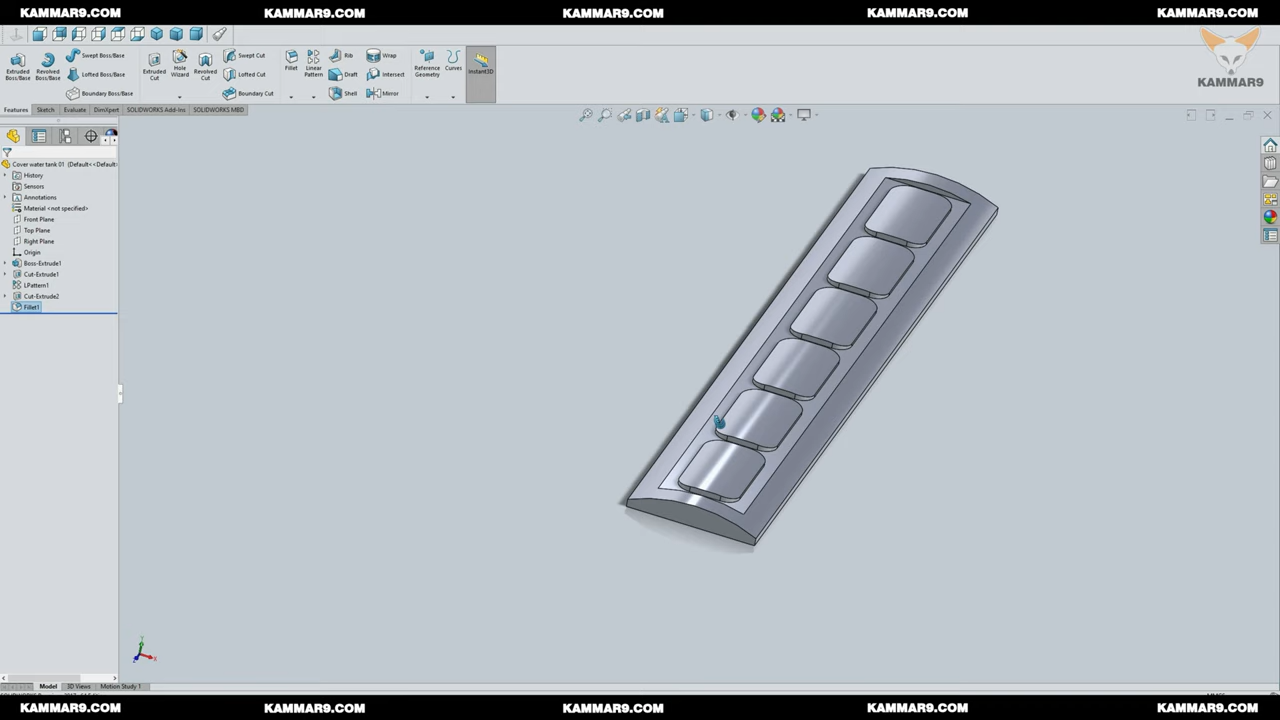 KAMMAR9.COM KAMMAR9.COM KAMMAR9.COM KAMMAR9.COM KAMMAR9.COM
Extruded Boss/Base
Revolved Boss/Base
Swept Boss/Base
Lofted Boss/Base
Boundary Boss/Base
Extruded Cut
Hole Wizard
Revolved Cut
Swept Cut
Lofted Cut
Boundary Cut
Fillet
Linear Pattern
Rib
Draft
Shell
Wrap
Intersect
Mirror
Reference Geometry
Curves
Instant3D
KAMMAR9
Features Sketch Evaluate DimXpert SOLIDWORKS Add-Ins SOLIDWORKS MBD
Cover water tank 01 (Default<<Default>
History
Sensors
Annotations
Material <not specified>
Front Plane
Top Plane
Right Plane
Origin
Boss-Extrude1
Cut-Extrude1
LPattern1
Cut-Extrude2
Fillet1
Model 3D Views Motion Study 1
KAMMAR9.COM KAMMAR9.COM KAMMAR9.COM KAMMAR9.COM KAMMAR9.COM